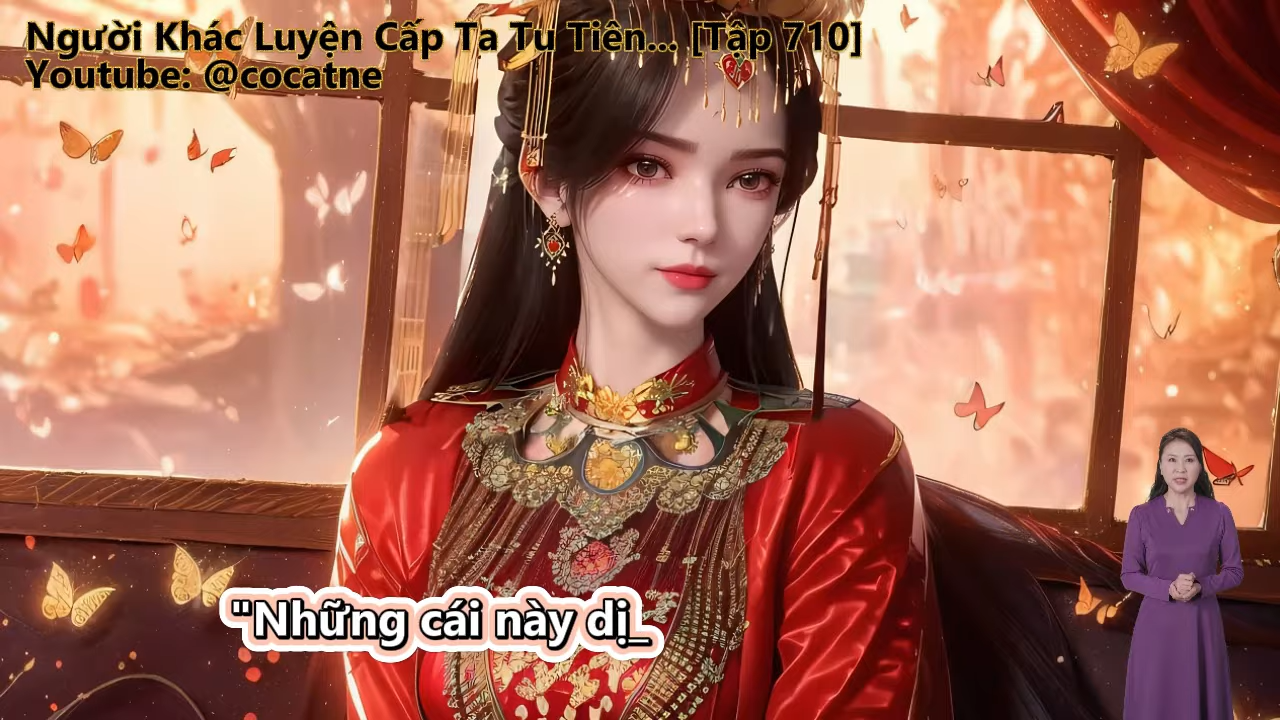 Người Khác Luyện Cấp Ta Tu Tiên... [Tập 710]
Youtube: @cocatne
"Những cái này dị_